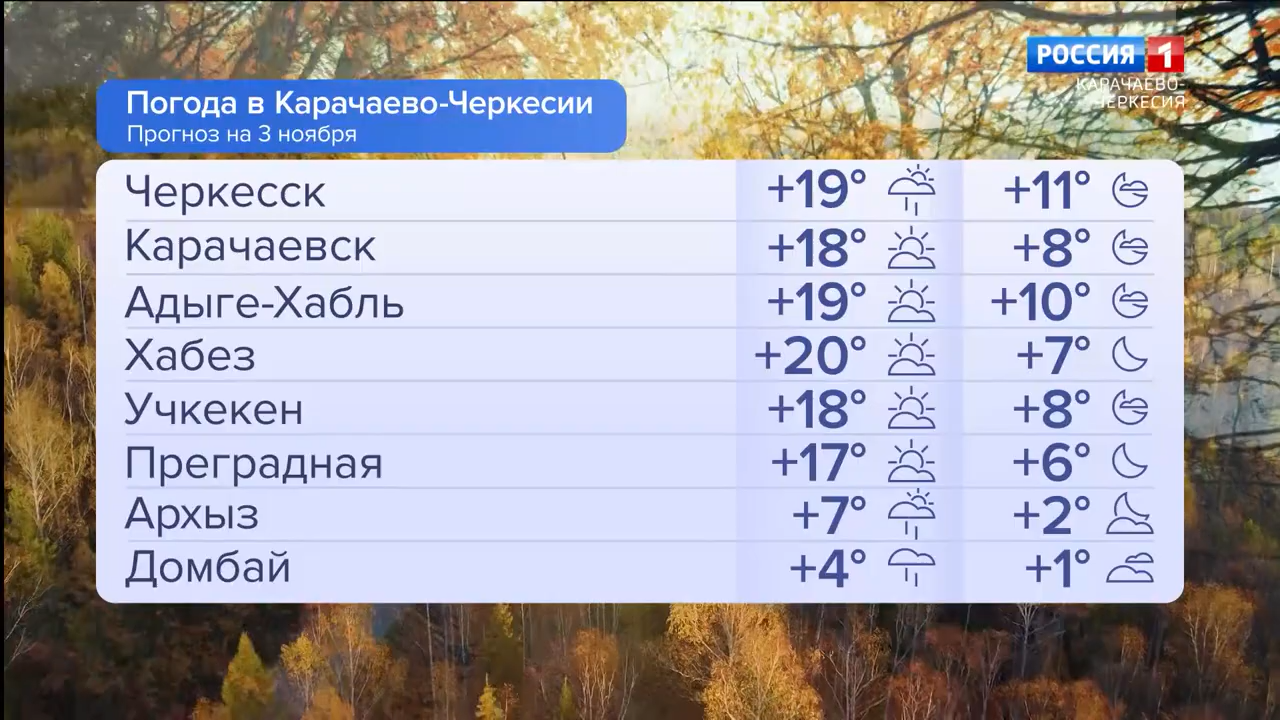 РОССИЯ 1
КАРАЧАЕВО-
ЧЕРКЕСИЯ
Погода в Карачаево-Черкесии
Прогноз на 3 ноября
Черкесск +19° +11°
Карачаевск +18° +8°
Адыге-Хабль +19° +10°
Хабез +20° +7°
Учкекен +18° +8°
Преградная +17° +6°
Архыз +7° +2°
Домбай +4° +1°